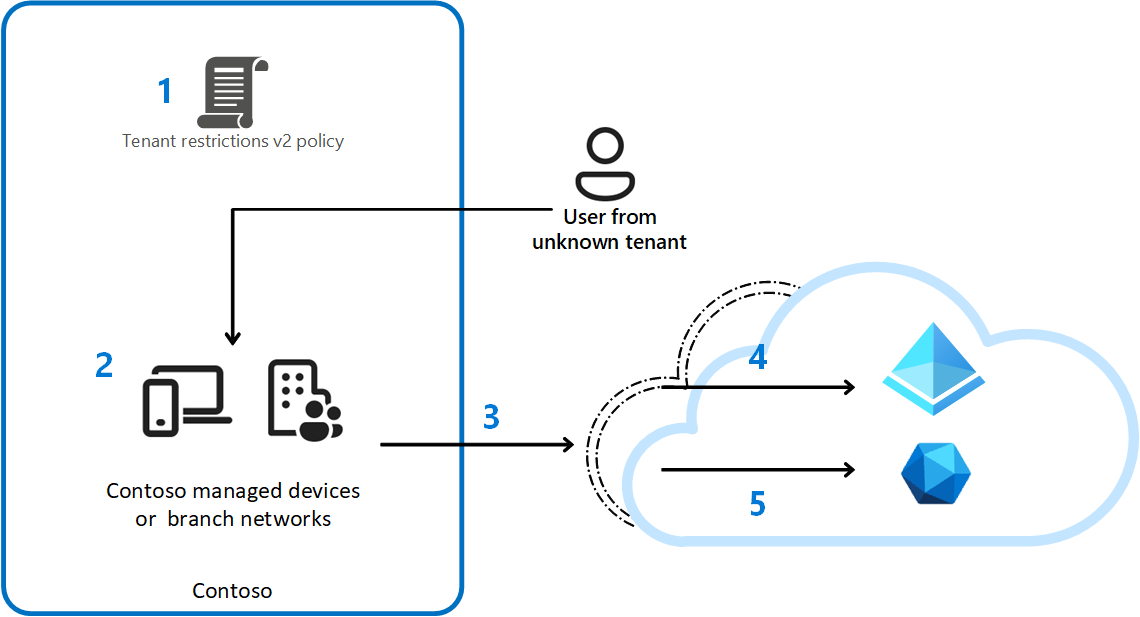 1
Tenant restrictions v2 policy
User from
unknown tenant
2
3
4
5
Contoso managed devices
or branch networks
Contoso